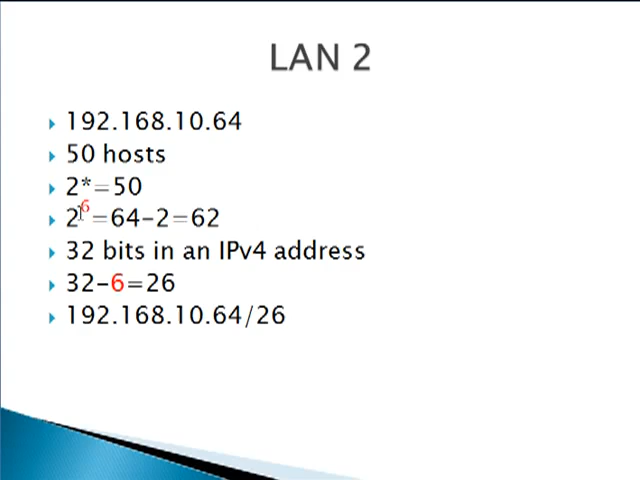 LAN 2
192.168.10.64
50 hosts
2*=50
2⁶=64-2=62
32 bits in an IPv4 address
32-6=26
192.168.10.64/26